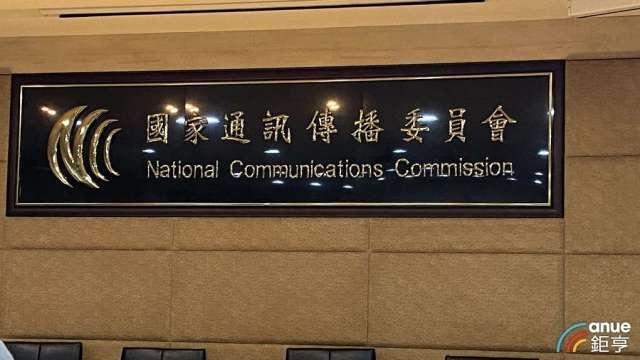 國家通訊傳播委員會
National Communications Commission
anue
鉅亨